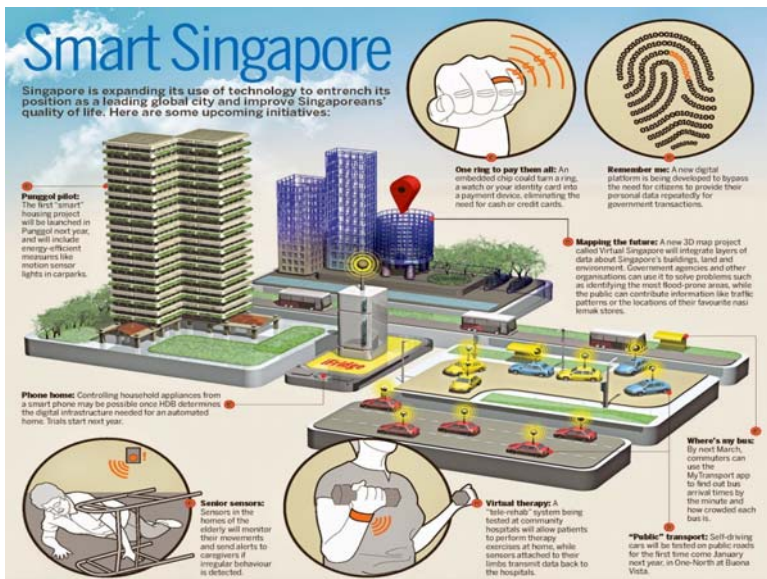 Smart Singapore
Singapore is expanding its use of technology to entrench its
position as a leading global city and improve Singaporeans'
quality of life. Here are some upcoming initiatives:
One ring to pay them all: An
embedded chip could turn a ring,
a watch or your identity card into
a payment device, eliminating the
need for cash or credit cards.
Remember me: A new digital
platform is being developed to bypass
the need for citizens to provide their
personal data repeatedly for
government transactions.
Punggol pilot:
The first "smart"
housing project
will be launched in
Punggol next year,
and will include
energy-efficient
measures like
motion sensor
lights in carparks.
Mapping the future: A new 3D map project
called Virtual Singapore will integrate layers of
data about Singapore's buildings, land and
environment. Government agencies and other
organisations can use it to solve problems such
as identifying the most flood-prone areas, while
the public can contribute information like traffic
patterns or the locations of their favourite nasi
lemak stores.
iFridge
Phone home: Controlling household appliances from
a smart phone may be possible once HDB determines
the digital infrastructure needed for an automated
home. Trials start next year.
Where's my bus:
By next March,
commuters can
use the
MyTransport app
to find out bus
arrival times by
the minute and
how crowded each
bus is.
Senior sensors:
Sensors in the
homes of the
elderly will monitor
their movements
and send alerts to
caregivers if
irregular behaviour
is detected.
Virtual therapy: A
"tele-rehab" system being
tested at community
hospitals will allow patients
to perform therapy
exercises at home, while
sensors attached to their
limbs transmit data back to
the hospitals.
"Public" transport: Self-driving
cars will be tested on public roads
for the first time come January
next year, in One-North at Buona
Vista.